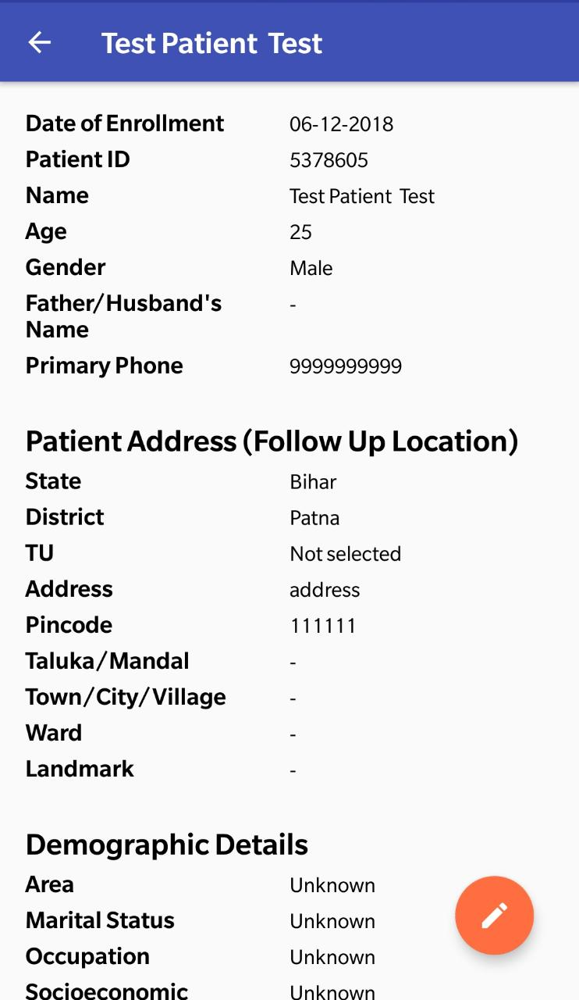 Test Patient  Test
Date of Enrollment 06-12-2018
Patient ID 5378605
Name Test Patient  Test
Age 25
Gender Male
Father/Husband's -
Name
Primary Phone 9999999999
Patient Address (Follow Up Location)
State Bihar
District Patna
TU Not selected
Address address
Pincode 111111
Taluka/Mandal -
Town/City/Village -
Ward -
Landmark -
Demographic Details
Area Unknown
Marital Status Unknown
Occupation Unknown
Socioeconomic Unknown